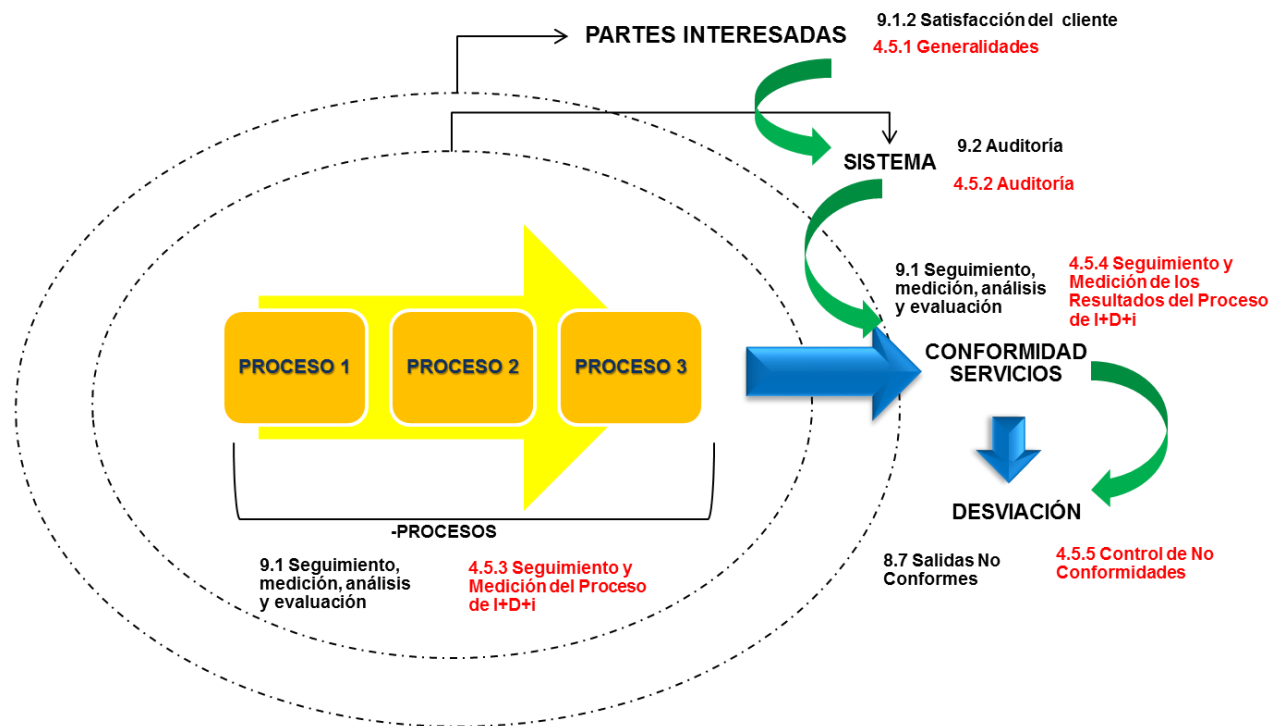 9.1.2 Satisfacción del cliente
PARTES INTERESADAS
4.5.1 Generalidades
9.2 Auditoría
SISTEMA
4.5.2 Auditoría
9.1 Seguimiento,
medición, análisis
y evaluación
4.5.4 Seguimiento y
Medición de los
Resultados del Proceso
de I+D+i
PROCESO 1
PROCESO 2
PROCESO 3
CONFORMIDAD
SERVICIOS
DESVIACIÓN
-PROCESOS
9.1 Seguimiento,
medición, análisis
y evaluación
4.5.3 Seguimiento y
Medición del Proceso
de I+D+i
8.7 Salidas No
Conformes
4.5.5 Control de No
Conformidades